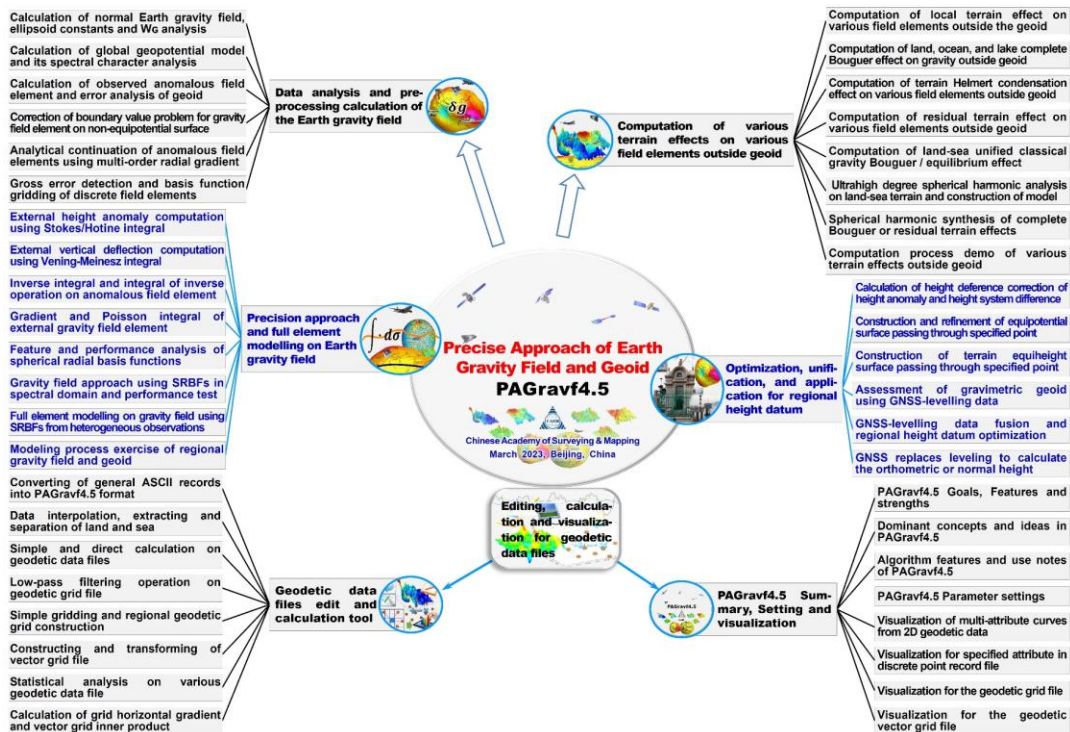 Calculation of normal Earth gravity field,
ellipsoid constants and WG analysis
Calculation of global geopotential model
and its spectral character analysis
Calculation of observed anomalous field
element and error analysis of geoid
Correction of boundary value problem for gravity
field element on non-equipotential surface
Analytical continuation of anomalous field
elements using multi-order radial gradient
Gross error detection and basis function
gridding of discrete field elements
Data analysis and pre-
processing calculation of
the Earth gravity field
δg
External height anomaly computation
using Stokes/Hotine integral
External vertical deflection computation
using Vening-Meinesz integral
Inverse integral and integral of inverse
operation on anomalous field element
Gradient and Poisson integral of
external gravity field element
Feature and performance analysis of
spherical radial basis functions
Gravity field approach using SRBFs in
spectral domain and performance test
Full element modelling on gravity field using
SRBFs from heterogeneous observations
Modeling process exercise of regional
gravity field and geoid
Precision approach
and full element
modelling on Earth
gravity field
∫ dσ
Converting of general ASCII records
into PAGravf4.5 format
Data interpolation, extracting and
separation of land and sea
Simple and direct calculation on
geodetic data files
Low-pass filtering operation on
geodetic grid file
Simple gridding and regional geodetic
grid construction
Constructing and transforming of
vector grid file
Statistical analysis on various
geodetic data file
Calculation of grid horizontal gradient
and vector grid inner product
Geodetic data
files edit and
calculation tool
Precise Approach of Earth
Gravity Field and Geoid
PAGravf4.5
Chinese Academy of Surveying & Mapping
March 2023, Beijing, China
Editing, calcula-
tion and visualiza-
tion for geodetic
data files
Computation of local terrain effect on
various field elements outside the geoid
Computation of land, ocean, and lake complete
Bouguer effect on gravity outside geoid
Computation of terrain Helmert condensation
effect on various field elements outside geoid
Computation of residual terrain effect on
various field elements outside geoid
Computation of land-sea unified classical
gravity Bouguer / equilibrium effect
Ultrahigh degree spherical harmonic analysis
on land-sea terrain and construction of model
Spherical harmonic synthesis of complete
Bouguer or residual terrain effects
Computation process demo of various
terrain effects outside geoid
Computation of various
terrain effects on various
field elements outside geoid
Calculation of height deference correction of
height anomaly and height system difference
Construction and refinement of equipotential
surface passing through specified point
Construction of terrain equiheight
surface passing through specified point
Assessment of gravimetric geoid
using GNSS-levelling data
GNSS-levelling data fusion and
regional height datum optimization
GNSS replaces leveling to calculate
the orthometric or normal height
Optimization, unifi-
cation, and appli-
cation for regional
height datum
PAGravf4.5 Goals, Features and
strengths
Dominant concepts and ideas in
PAGravf4.5
Algorithm features and use notes
of PAGravf4.5
PAGravf4.5 Parameter settings
Visualization of multi-attribute curves
from 2D geodetic data
Visualization for specified attribute in
discrete point record file
Visualization for the geodetic grid file
Visualization for the geodetic
vector grid file
PAGravf4.5 Sum-
mary, Setting and
visualization
PAGravf4.5